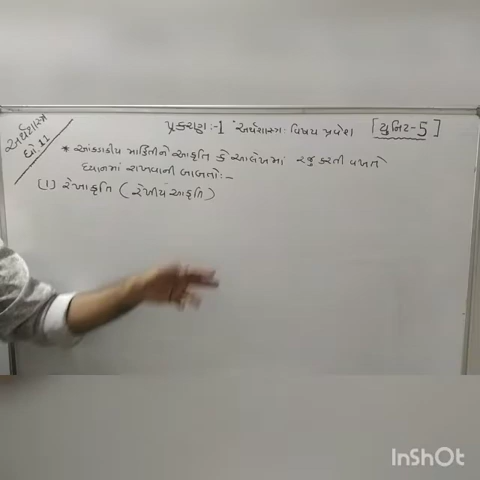 અર્થશાસ્ત્ર
ધો. 11
પ્રકરણ:-1 અર્થશાસ્ત્ર: વિષય પ્રવેશ [યુનિટ-5]
* આંકડાકીય માહિતીને આકૃતિ કે આલેખમાં રજુ કરતી વખતે
ધ્યાનમાં રાખવાની બાબતો:-
(1) રેખાકૃતિ (રેખીય આકૃતિ)
InShOt